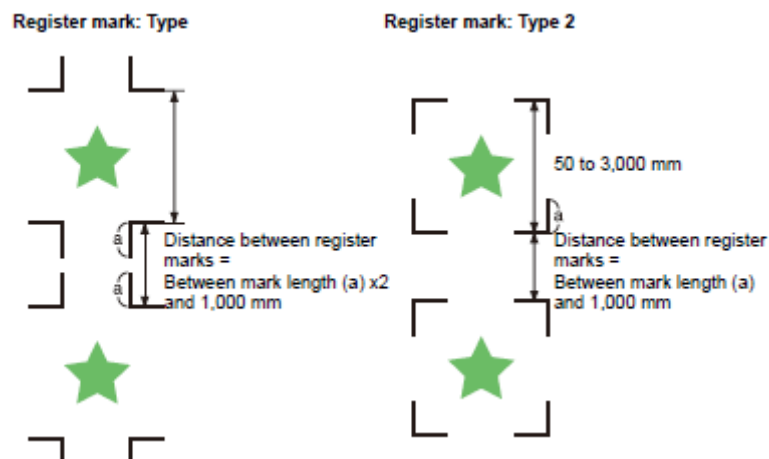 Register mark: Type
Register mark: Type 2
50 to 3,000 mm
a
a
Distance between register
marks =
Between mark length (a) x2
and 1,000 mm
a
Distance between register
marks =
Between mark length (a)
and 1,000 mm